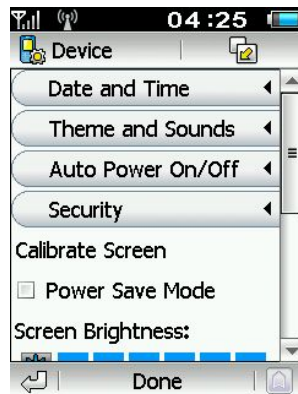 04:25
Device
Date and Time
Theme and Sounds
Auto Power On/Off
Security
Calibrate Screen
Power Save Mode
Screen Brightness:
Done